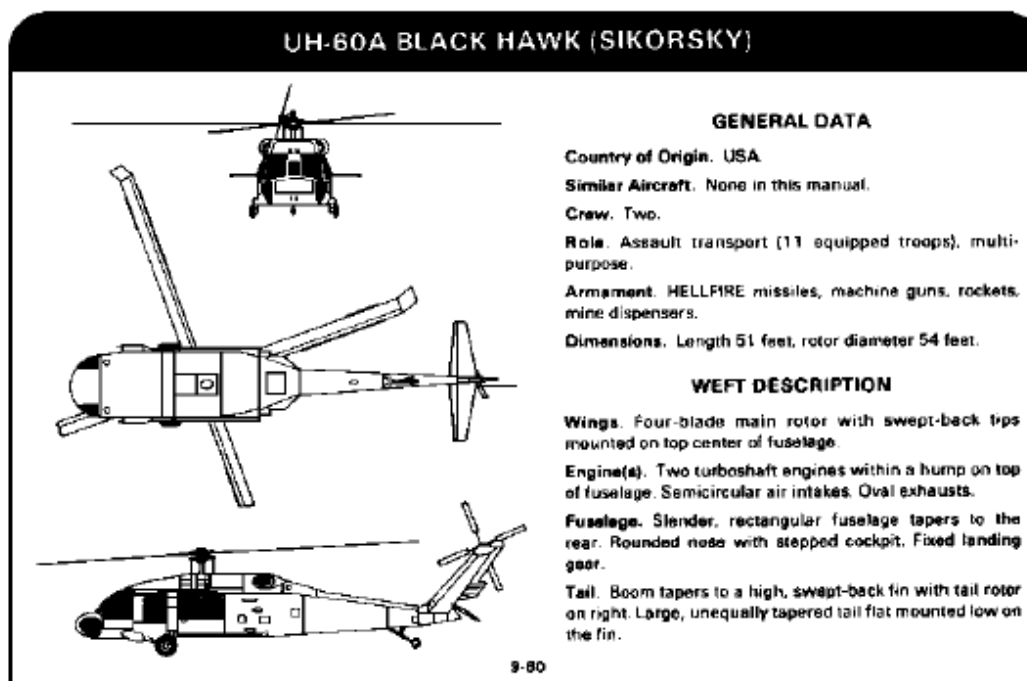 UH-60A BLACK HAWK (SIKORSKY)
GENERAL DATA
Country of Origin. USA.
Similar Aircraft. None in this manual.
Crew. Two.
Role. Assault transport (11 equipped troops), multi-
purpose.
Armament. HELLFIRE missiles, machine guns, rockets,
mine dispensers.
Dimensions. Length 51 feet, rotor diameter 54 feet.
WEFT DESCRIPTION
Wings. Four-blade main rotor with swept-back tips
mounted on top center of fuselage.
Engine(s). Two turboshaft engines within a hump on top
of fuselage. Semicircular air intakes. Oval exhausts.
Fuselage. Slender, rectangular fuselage tapers to the
rear. Rounded nose with stepped cockpit. Fixed landing
gear.
Tail. Boom tapers to a high, swept-back fin with tail rotor
on right. Large, unequally tapered tail flat mounted low on
the fin.
9-80